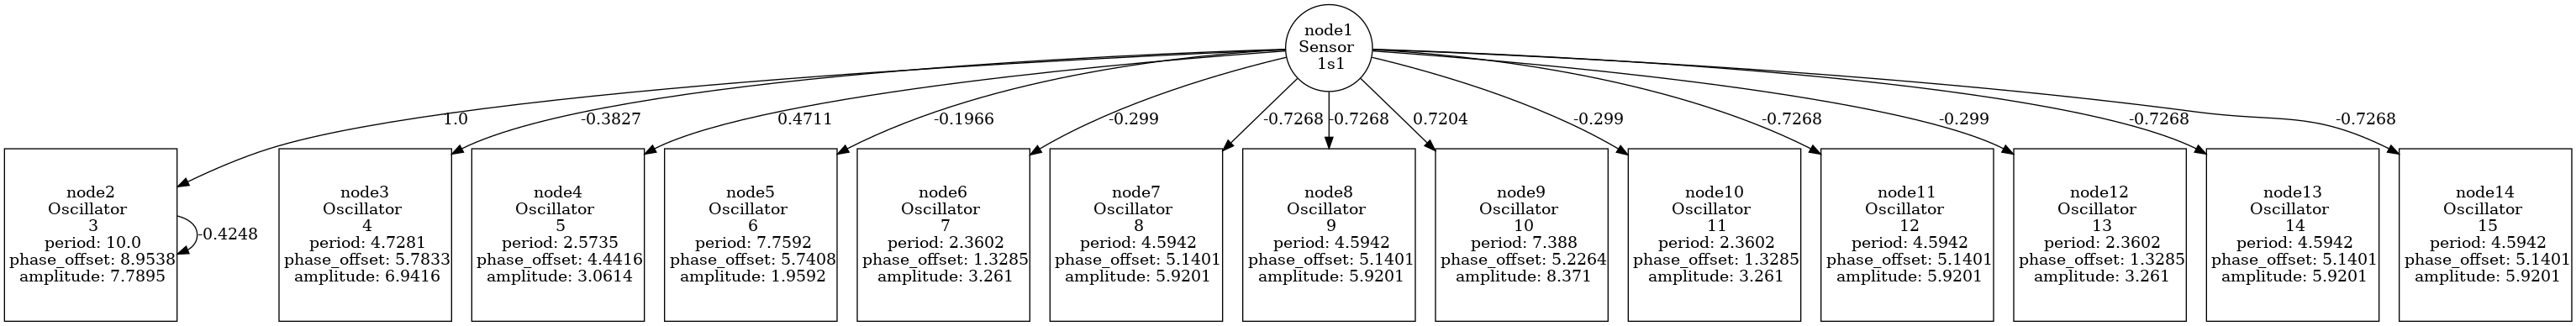 node1
Sensor
1s1
1.0
-0.3827
0.4711
-0.1966
-0.299
-0.7268
-0.7268
0.7204
-0.299
-0.7268
-0.299
-0.7268
-0.7268
node2
Oscillator
3
period: 10.0
phase_offset: 8.9538
amplitude: 7.7895
-0.4248
node3
Oscillator
4
period: 4.7281
phase_offset: 5.7833
amplitude: 6.9416
node4
Oscillator
5
period: 2.5735
phase_offset: 4.4416
amplitude: 3.0614
node5
Oscillator
6
period: 7.7592
phase_offset: 5.7408
amplitude: 1.9592
node6
Oscillator
7
period: 2.3602
phase_offset: 1.3285
amplitude: 3.261
node7
Oscillator
8
period: 4.5942
phase_offset: 5.1401
amplitude: 5.9201
node8
Oscillator
9
period: 4.5942
phase_offset: 5.1401
amplitude: 5.9201
node9
Oscillator
10
period: 7.388
phase_offset: 5.2264
amplitude: 8.371
node10
Oscillator
11
period: 2.3602
phase_offset: 1.3285
amplitude: 3.261
node11
Oscillator
12
period: 4.5942
phase_offset: 5.1401
amplitude: 5.9201
node12
Oscillator
13
period: 2.3602
phase_offset: 1.3285
amplitude: 3.261
node13
Oscillator
14
period: 4.5942
phase_offset: 5.1401
amplitude: 5.9201
node14
Oscillator
15
period: 4.5942
phase_offset: 5.1401
amplitude: 5.9201